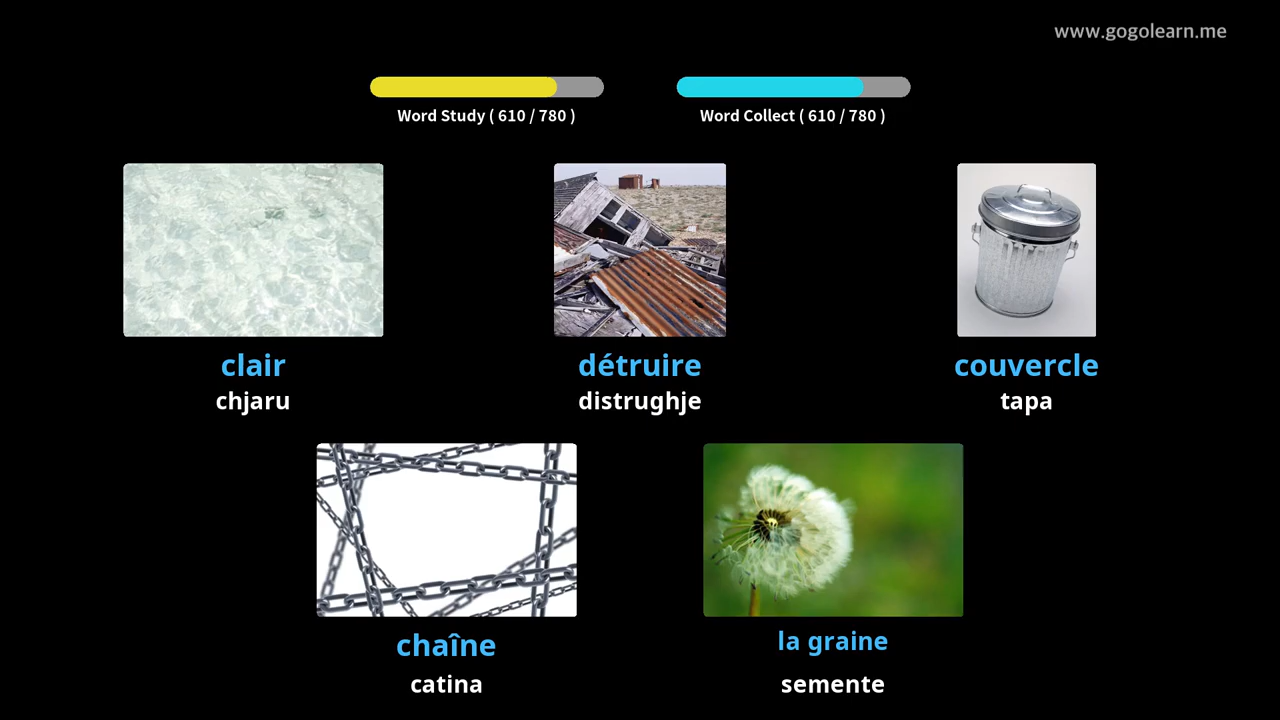 www.gogolearn.me
Word Study ( 610 / 780 )
Word Collect ( 610 / 780 )
clair
chjaru
détruire
distrughje
couvercle
tapa
chaîne
catina
la graine
semente